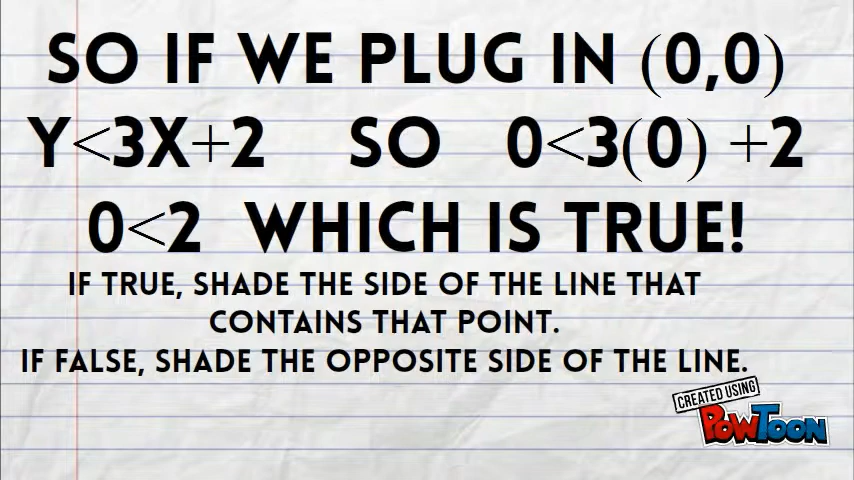 SO IF WE PLUG IN (0,0)
Y<3X+2 SO 0<3(0) +2
0<2 WHICH IS TRUE!
IF TRUE, SHADE THE SIDE OF THE LINE THAT
CONTAINS THAT POINT.
IF FALSE, SHADE THE OPPOSITE SIDE OF THE LINE.
CREATED USING
POWTOON